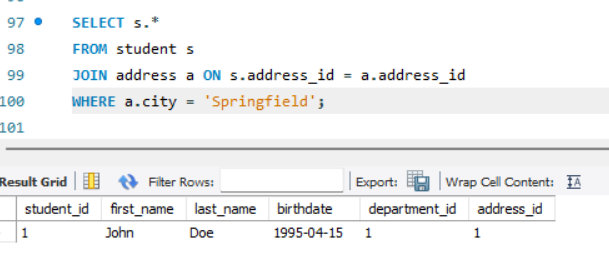 97 SELECT s.*
98 FROM student s
99 JOIN address a ON s.address_id = a.address_id
100 WHERE a.city = 'Springfield';
101
Result Grid Filter Rows: Export: Wrap Cell Content: IA
student_id first_name last_name birthdate department_id address_id
1 John Doe 1995-04-15 1 1